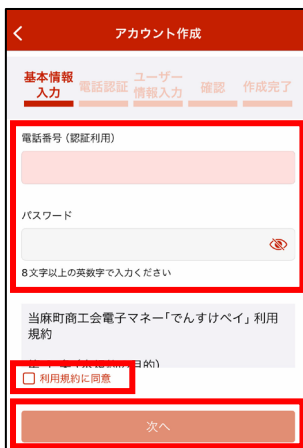 アカウント作成
基本情報
入力
電話認証
ユーザー
情報入力
確認
作成完了
電話番号（認証利用）
パスワード
8文字以上の英数字で入力ください
当麻町商工会電子マネー「でんすけペイ」利用
規約
利用規約に同意
次へ